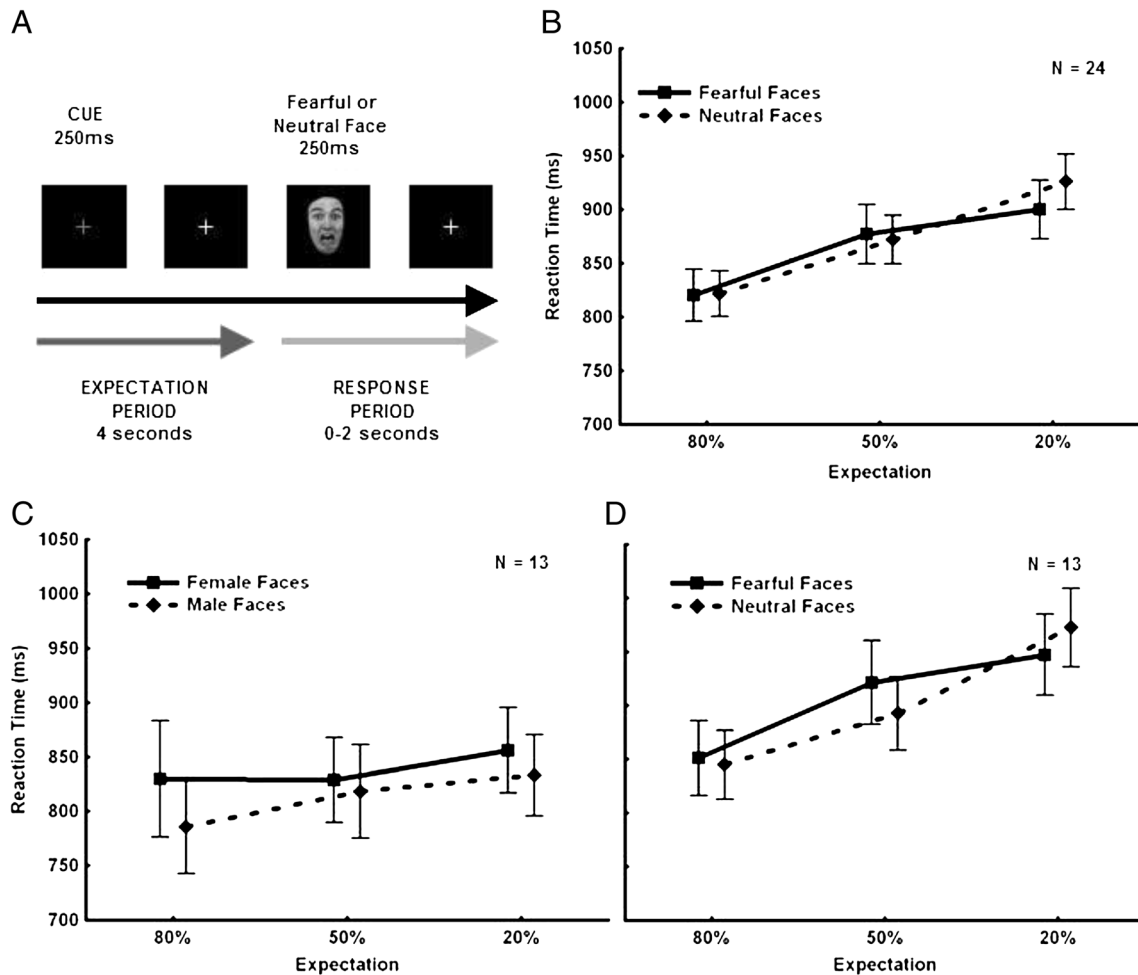 A
CUE
250ms
Fearful or
Neutral Face
250ms
EXPECTATION
PERIOD
4 seconds
RESPONSE
PERIOD
0-2 seconds
B
1050
1000
950
900
850
800
750
700
Reaction Time (ms)
N = 24
Fearful Faces
Neutral Faces
80%
50%
20%
Expectation
C
1050
1000
950
900
850
800
750
700
Reaction Time (ms)
N = 13
Female Faces
Male Faces
80%
50%
20%
Expectation
D
N = 13
Fearful Faces
Neutral Faces
80%
50%
20%
Expectation